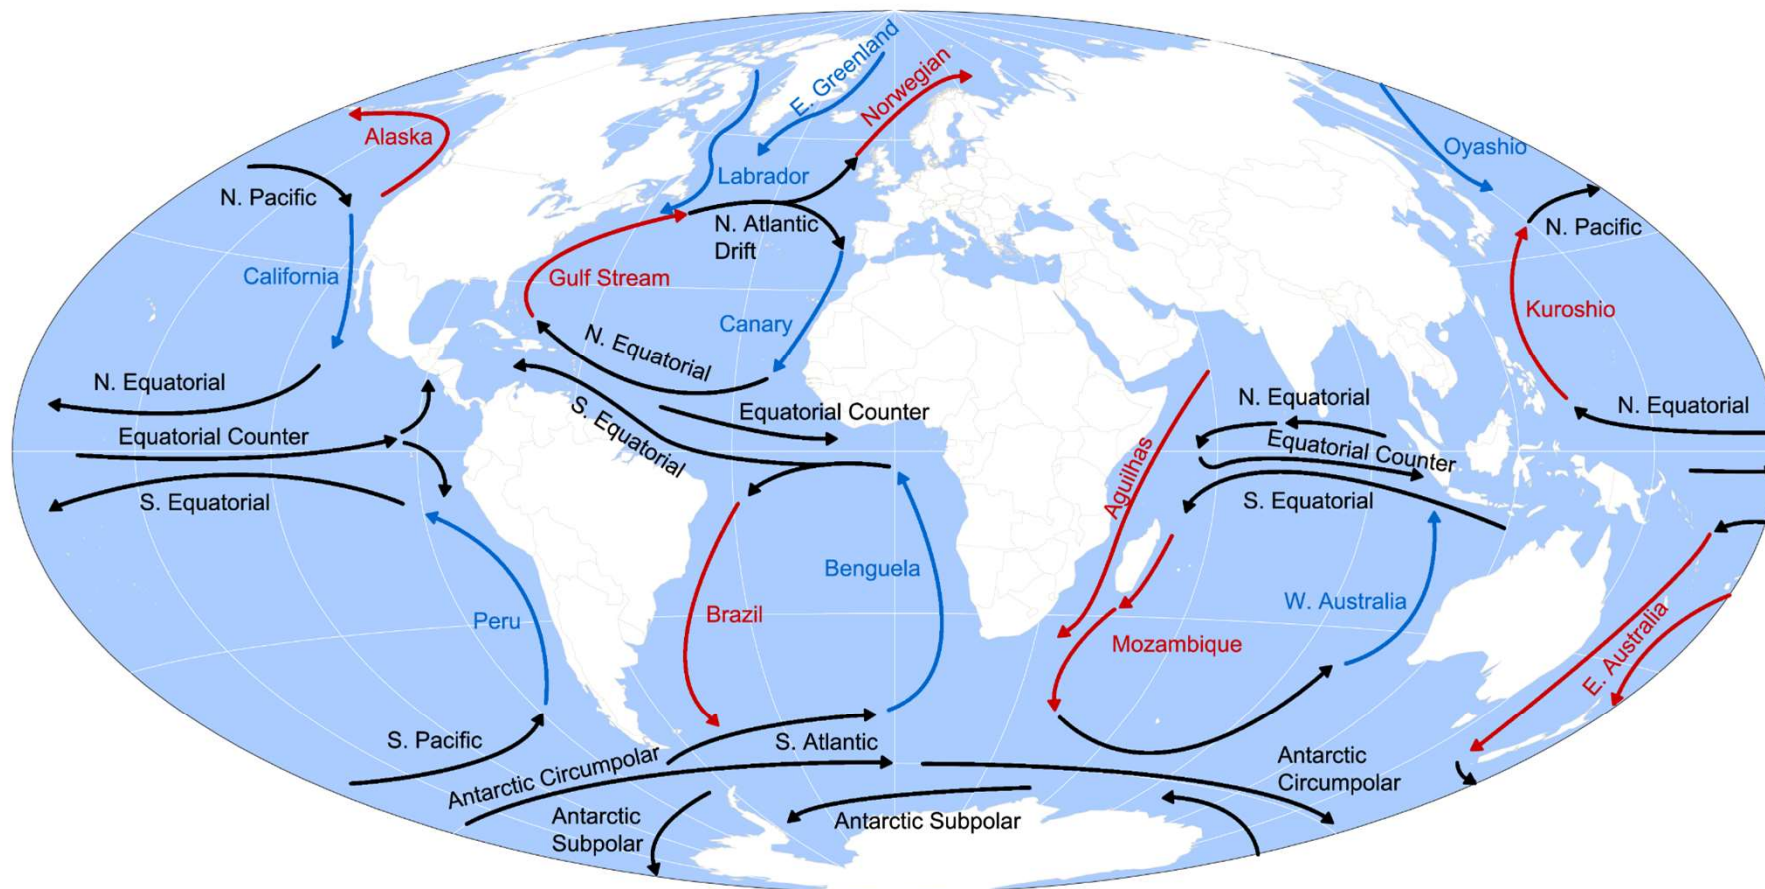 E. Greenland
Norwegian
Alaska
Oyashio
Labrador
N. Pacific
N. Atlantic
Drift
N. Pacific
California
Gulf Stream
Kuroshio
Canary
N. Equatorial
N. Equatorial
N. Equatorial
N. Equatorial
Equatorial Counter
Equatorial Counter
S. Equatorial
Equatorial Counter
S. Equatorial
S. Equatorial
Aguilhas
Benguela
W. Australia
Peru
Brazil
Mozambique
E. Australia
S. Pacific
S. Atlantic
Antarctic Circumpolar
Antarctic
Circumpolar
Antarctic
Subpolar
Antarctic Subpolar